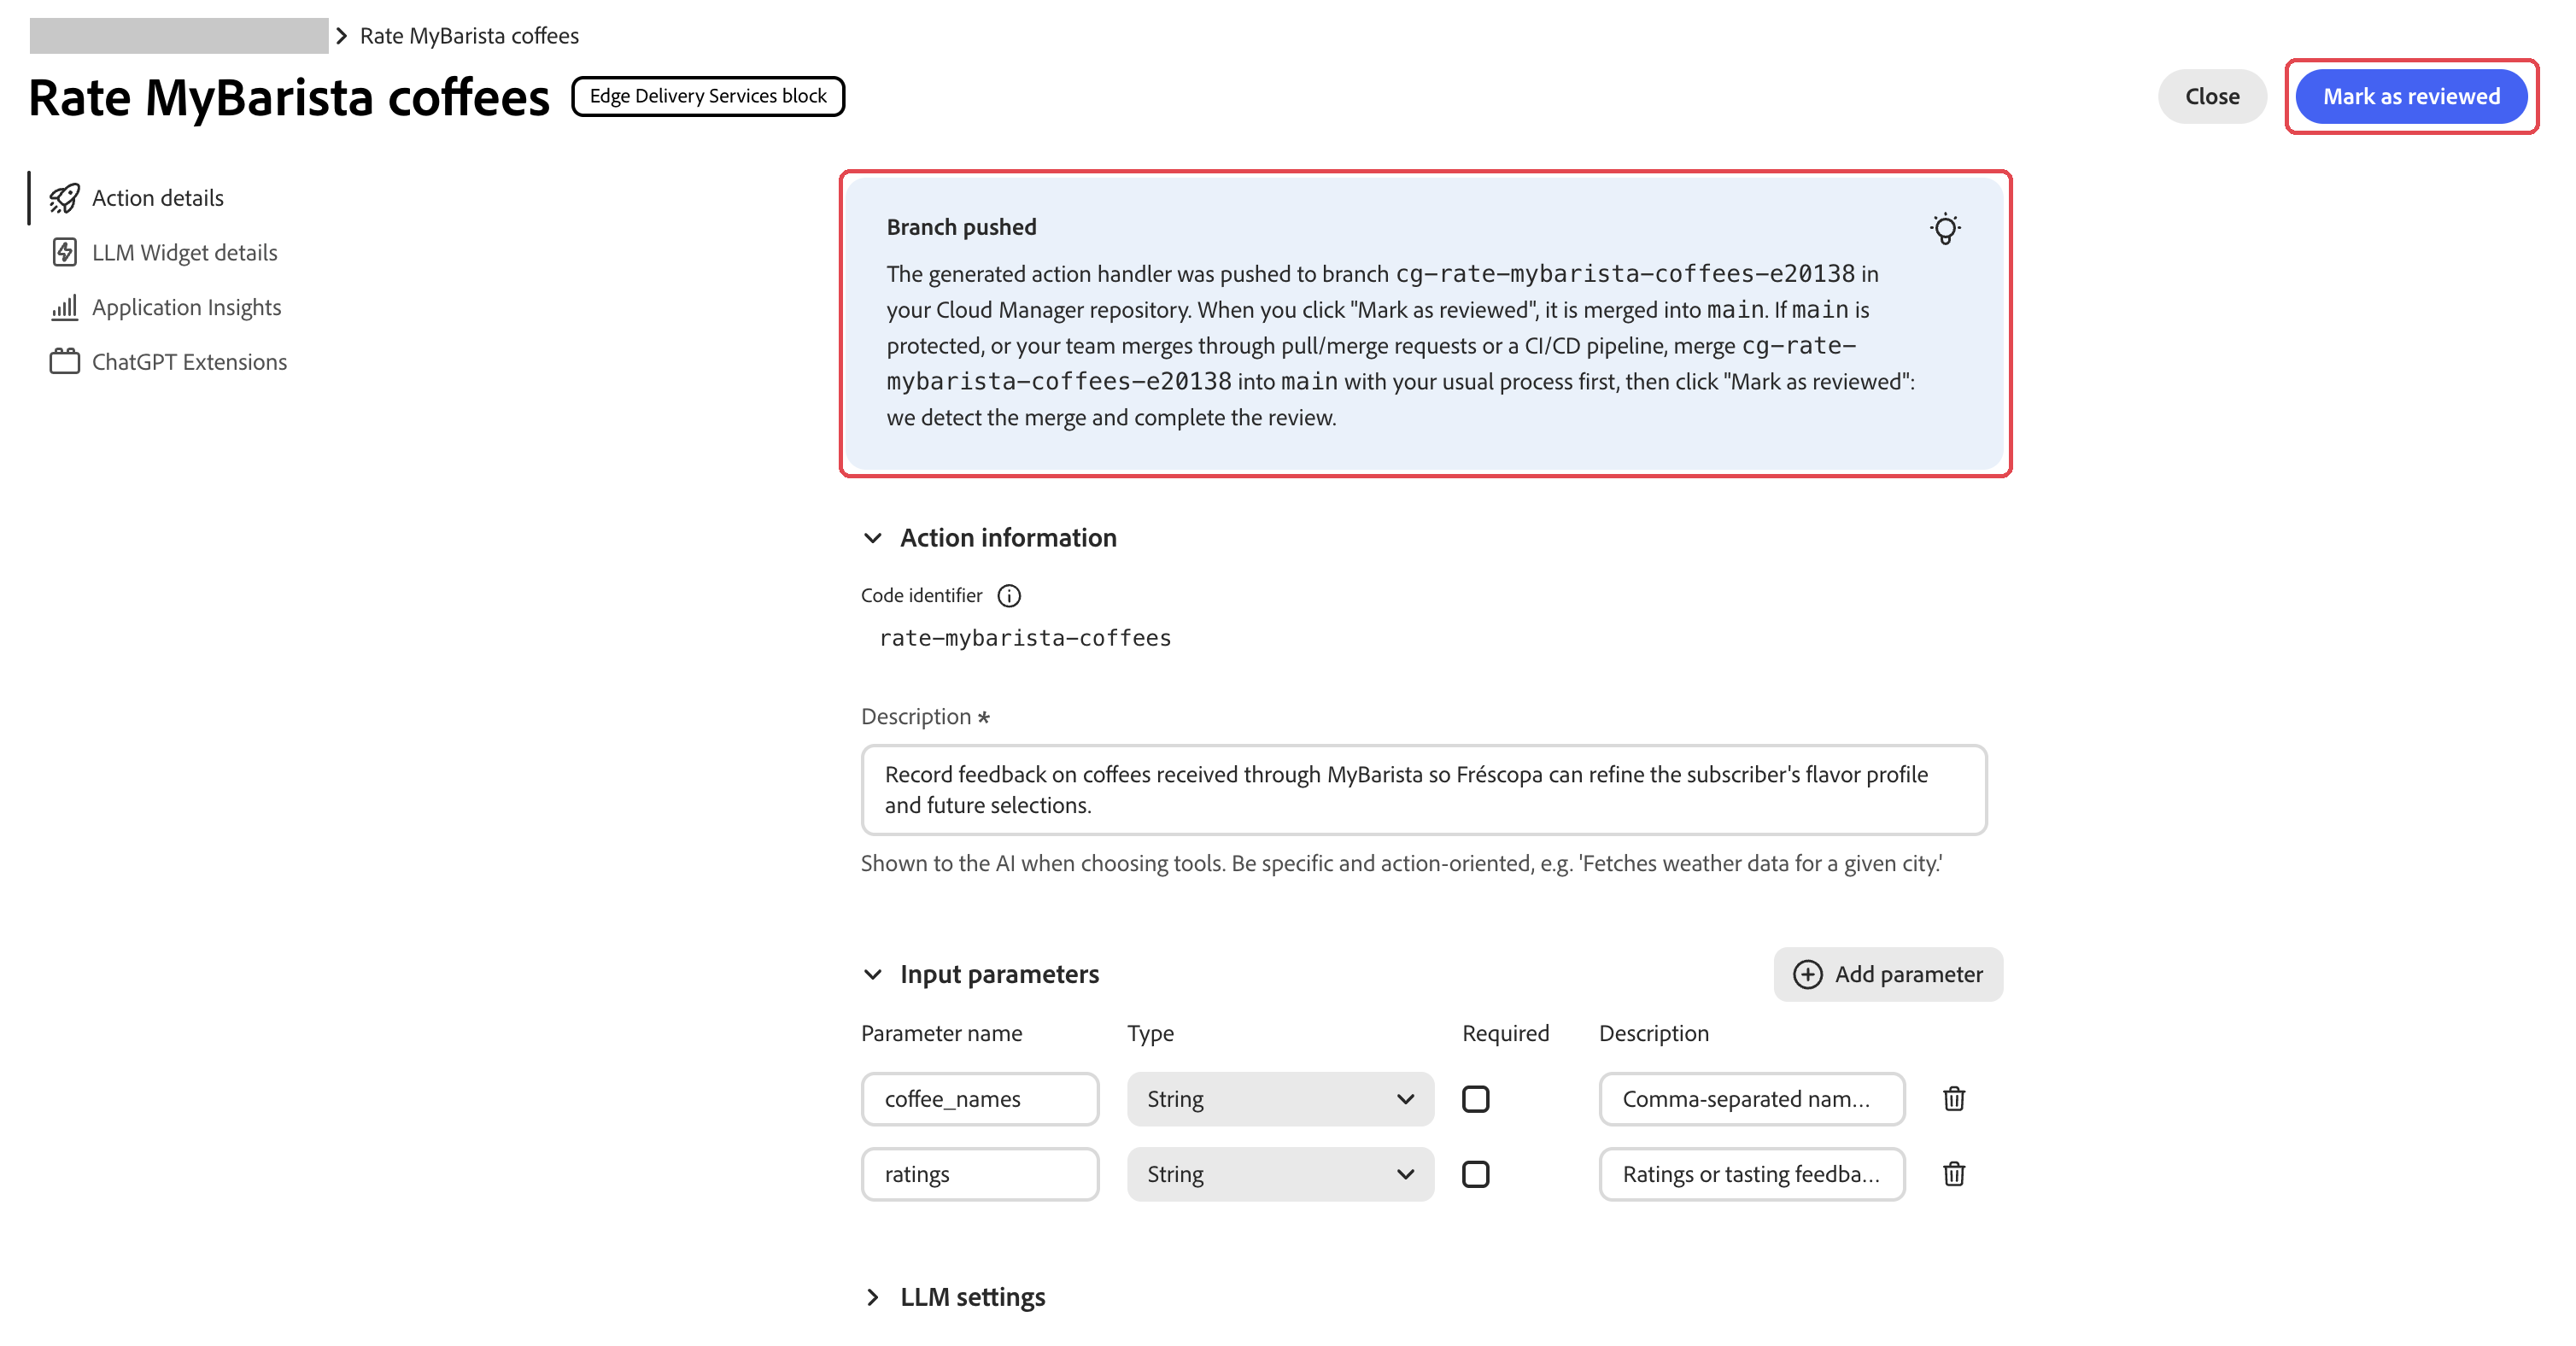 Rate MyBarista coffees
Rate MyBarista coffees
Edge Delivery Services block
Close
Mark as reviewed
Action details
LLM Widget details
Application Insights
ChatGPT Extensions
Branch pushed
The generated action handler was pushed to branch cg-rate-mybarista-coffees-e20138 in
your Cloud Manager repository. When you click "Mark as reviewed", it is merged into main. If main is
protected, or your team merges through pull/merge requests or a CI/CD pipeline, merge cg-rate-
mybarista-coffees-e20138 into main with your usual process first, then click "Mark as reviewed":
we detect the merge and complete the review.
Action information
Code identifier
rate-mybarista-coffees
Description *
Record feedback on coffees received through MyBarista so Fréscopa can refine the subscriber's flavor profile
and future selections.
Shown to the AI when choosing tools. Be specific and action-oriented, e.g. 'Fetches weather data for a given city.'
Input parameters
Add parameter
Parameter name Type Required Description
coffee_names String Comma-separated nam...
ratings String Ratings or tasting feedba...
LLM settings